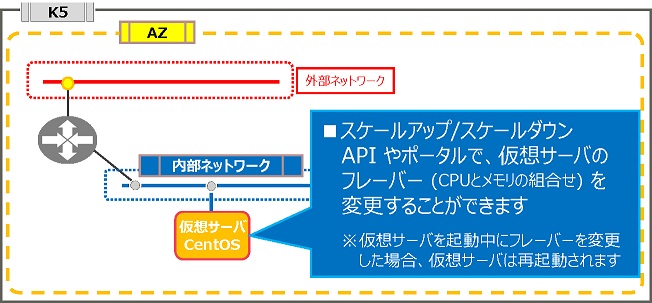 K5
AZ
外部ネットワーク
内部ネットワーク
仮想サーバ
CentOS
■スケールアップ/スケールダウン
API やポータルで、仮想サーバの
フレーバー (CPUとメモリの組合せ) を
変更することができます
※仮想サーバを起動中にフレーバーを変更
した場合、仮想サーバは再起動されます